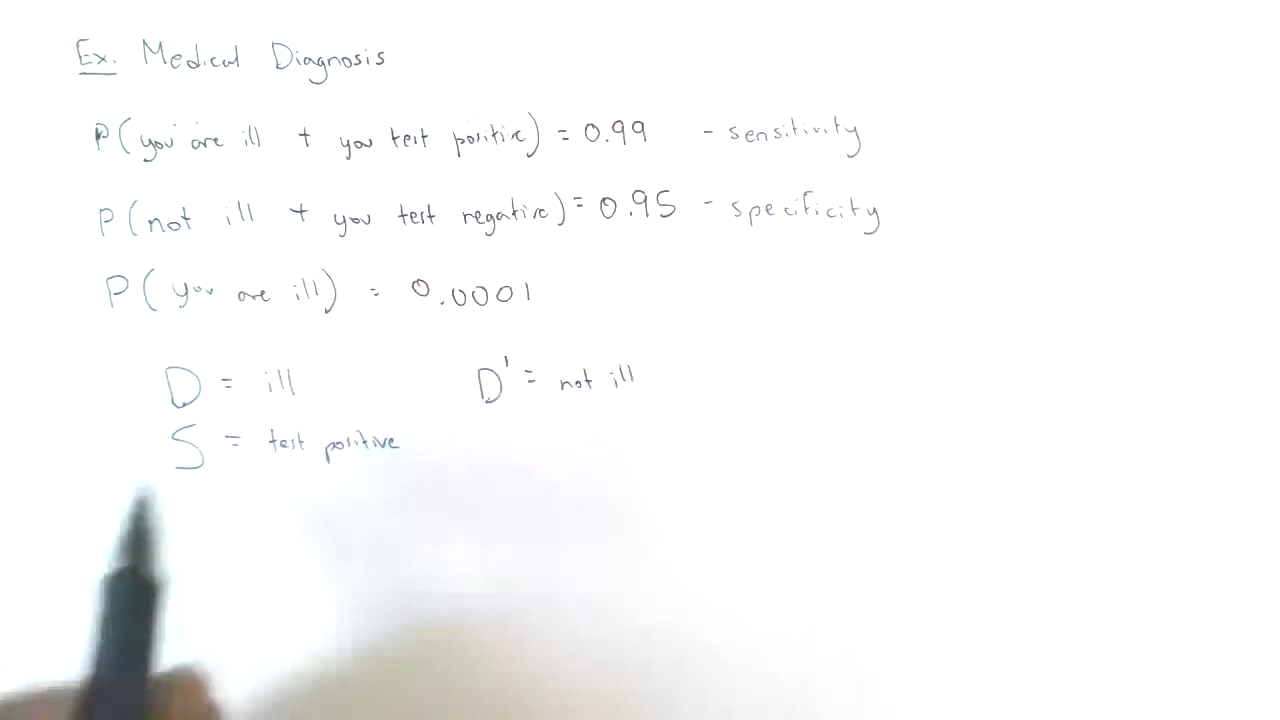 Ex. Medical Diagnosis
P(you are ill + you test positive) = 0.99 - sensitivity
P(not ill + you test negative) = 0.95 - specificity
P(you are ill) = 0.0001
D = ill D' = not ill
S = test positive